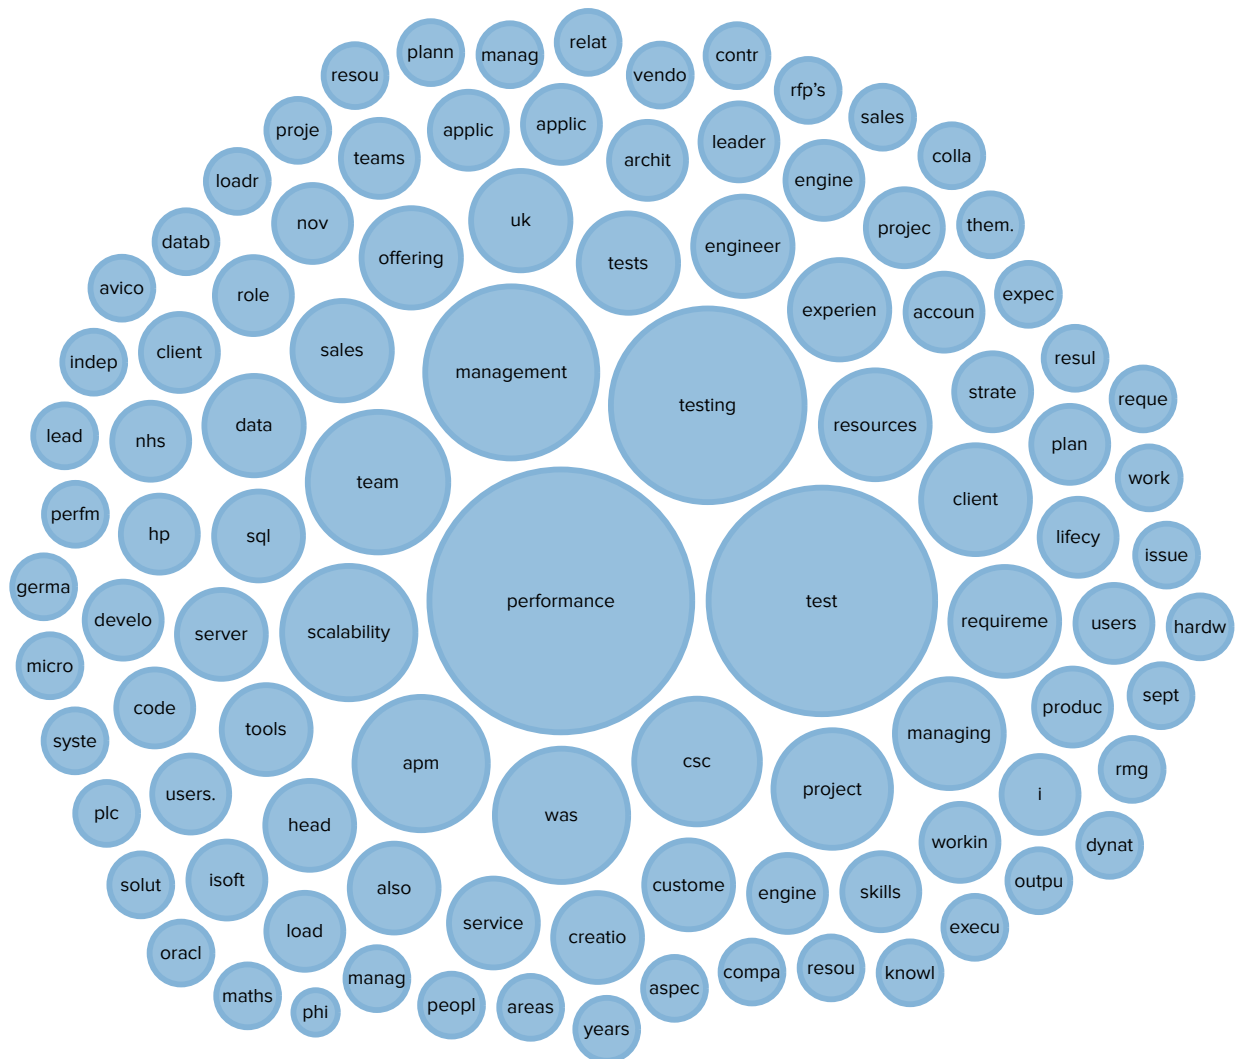 relat
plann
manag
contr
resou
vendo
rfp's
sales
proje
applic
applic
leader
colla
teams
archit
engine
loadr
nov
uk
projec
them.
datab
offering
tests
engineer
avico
role
experien
accoun
expec
indep
client
sales
management
testing
strate
resul
reque
lead
nhs
data
team
resources
plan
work
client
perfm
hp
sql
lifecy
issue
germa
develo
server
scalability
performance
test
requireme
users
hardw
micro
code
tools
managing
produc
sept
syste
apm
csc
project
rmg
plc
users.
head
was
i
workin
dynat
solut
isoft
also
custome
engine
skills
outpu
oracl
load
service
creatio
execu
maths
manag
compa
resou
knowl
phi
peopl
areas
years
aspec